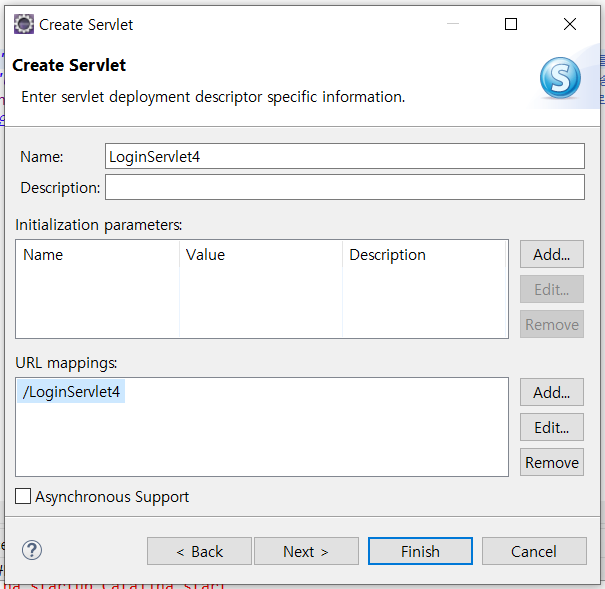 Create Servlet
Create Servlet
Enter servlet deployment descriptor specific information.
Name: LoginServlet4
Description:
Initialization parameters:
Name Value Description
Add...
Edit...
Remove
URL mappings:
/LoginServlet4
Add...
Edit...
Remove
Asynchronous Support
< Back Next > Finish Cancel